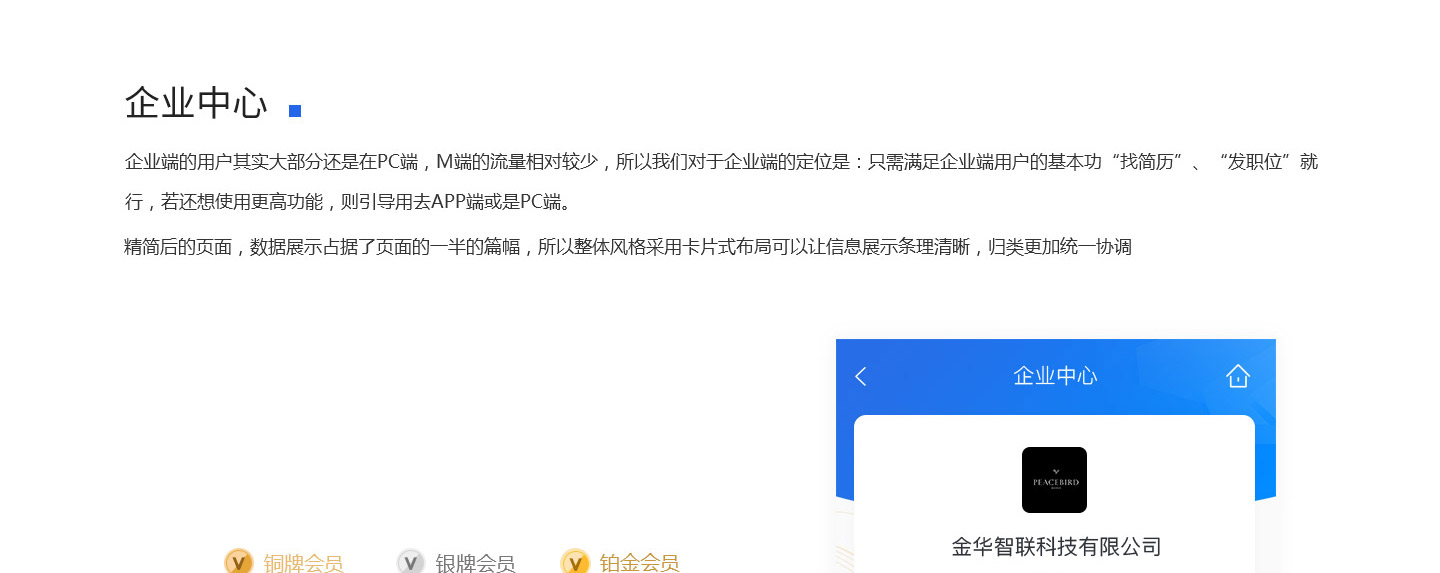 企业中心
企业端的用户其实大部分还是在PC端，M端的流量相对较少，所以我们对于企业端的定位是：只需满足企业端用户的基本功“找简历”、“发职位”就
行，若还想使用更高功能，则引导用去APP端或是PC端。
精简后的页面，数据展示占据了页面的一半的篇幅，所以整体风格采用卡片式布局可以让信息展示条理清晰，归类更加统一协调
企业中心
PEACEBIRD
金华智联科技有限公司
V 铜牌会员 V 银牌会员 V 铂金会员